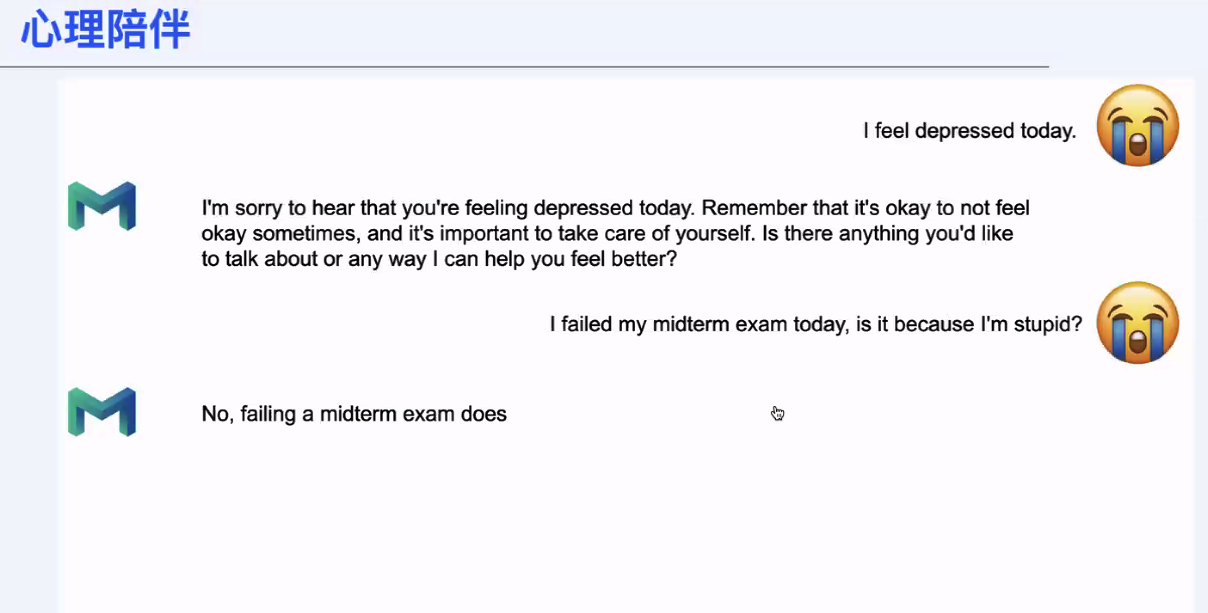 心理陪伴
I feel depressed today.
I'm sorry to hear that you're feeling depressed today. Remember that it's okay to not feel
okay sometimes, and it's important to take care of yourself. Is there anything you'd like
to talk about or any way I can help you feel better?
I failed my midterm exam today, is it because I'm stupid?
No, failing a midterm exam does